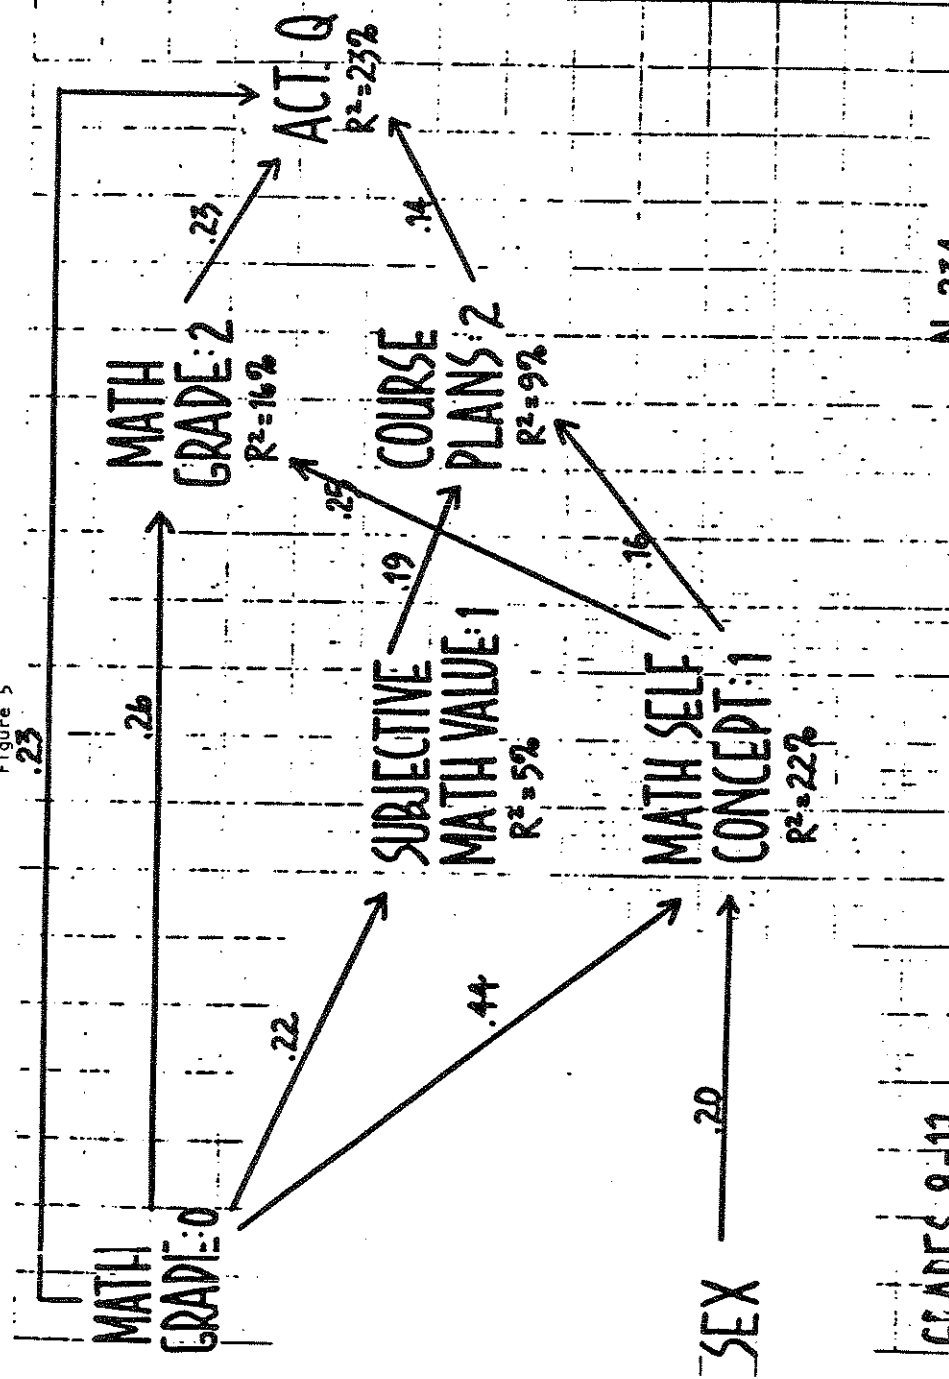 Figure 5
.23
MATH
GRADE:0
.26
MATH
GRADE:2
R²=16%
.23
ACT. Q
R²=23%
.22
SUBJECTIVE
MATH VALUE:1
R²=5%
.19
.25
COURSE
PLANS:2
R²=9%
.14
.44
MATH SELF
CONCEPT:1
R²=22%
.16
SEX
.20